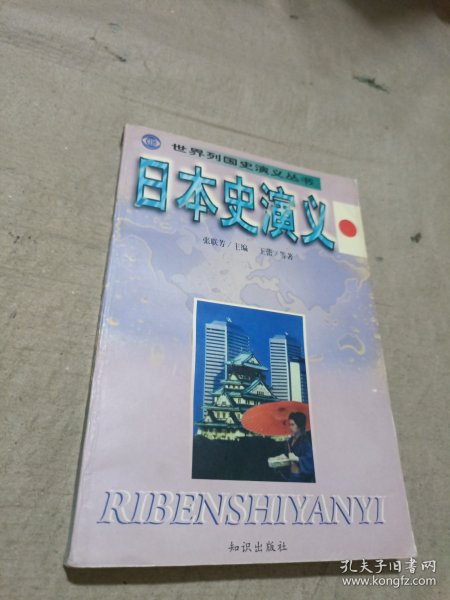 世界列国史演义丛书
日本史演义
张联芳/主编 王蕾/等著
RIBENSHIYANYI
知识出版社
孔夫子旧书网
www.kongfz.com